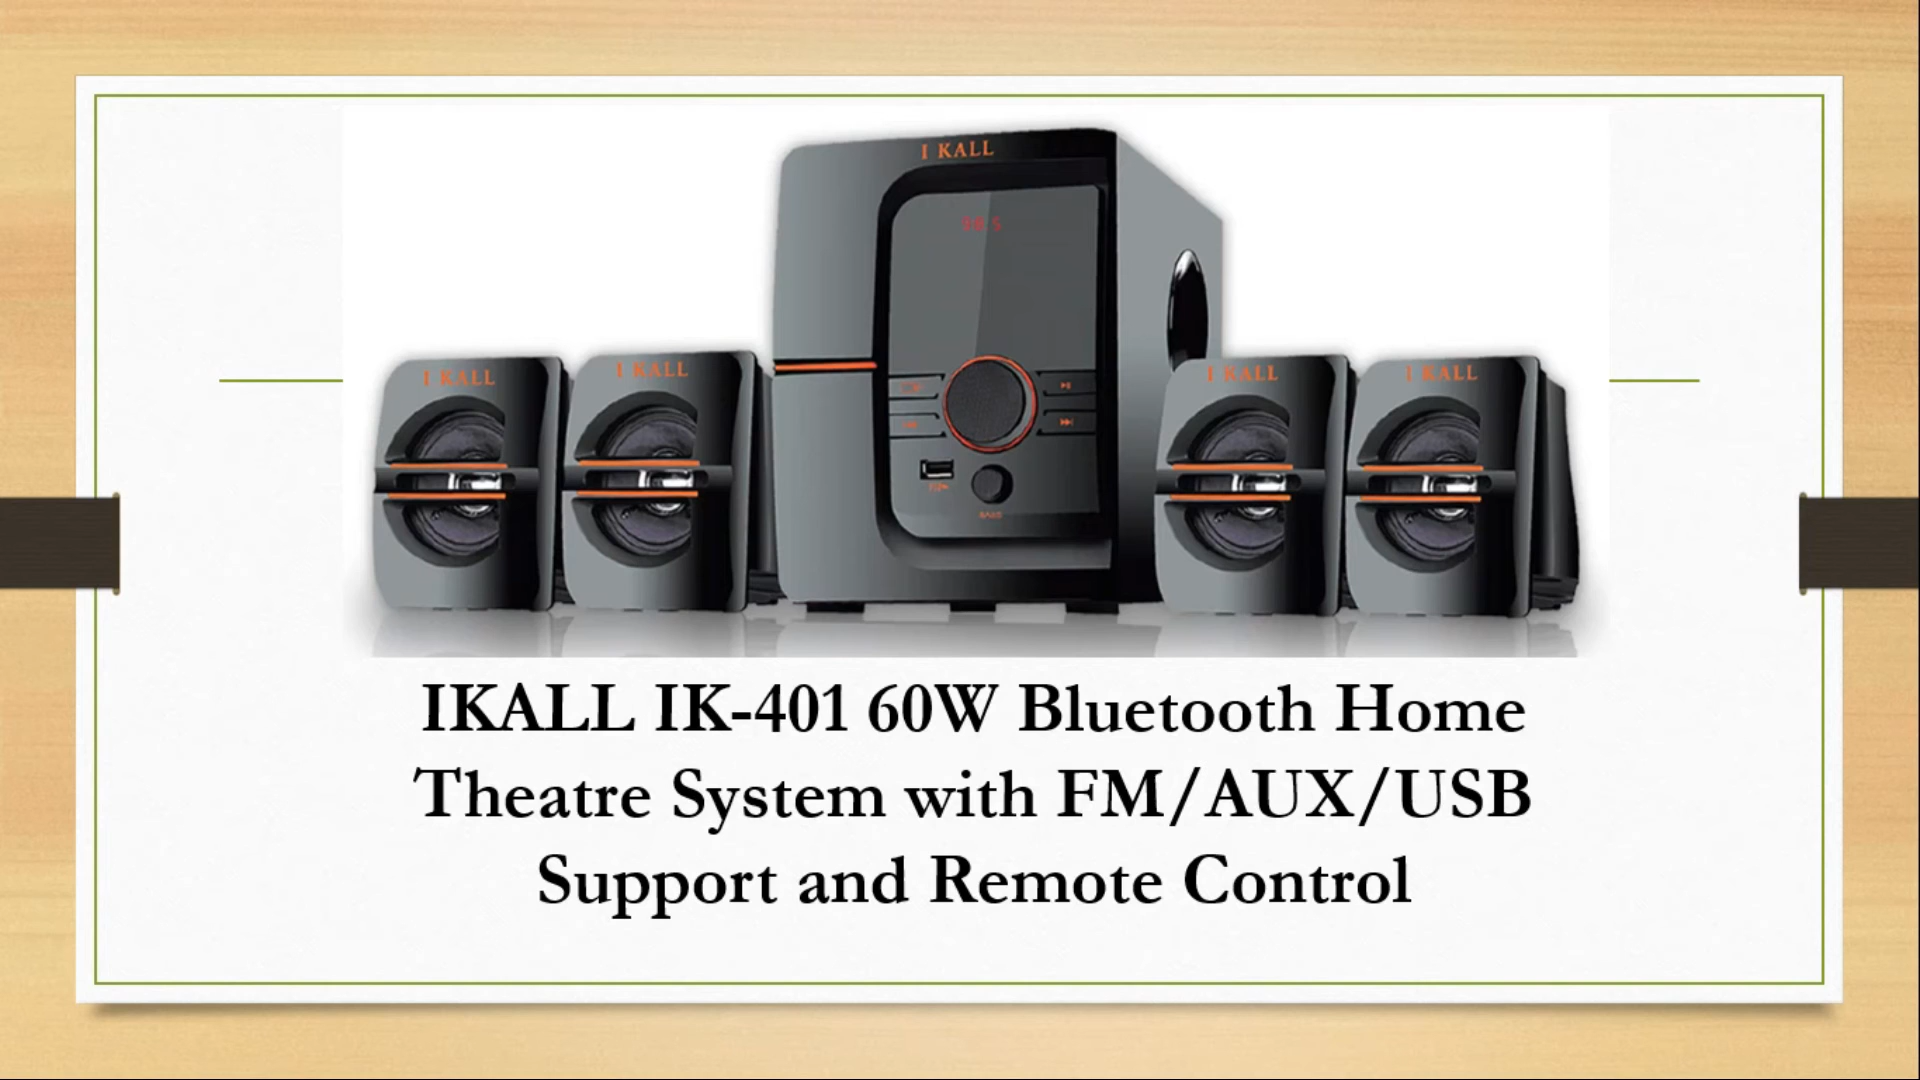 I KALL
I KALL
I KALL
I KALL
I KALL
BASS
IKALL IK-401 60W Bluetooth Home
Theatre System with FM/AUX/USB
Support and Remote Control